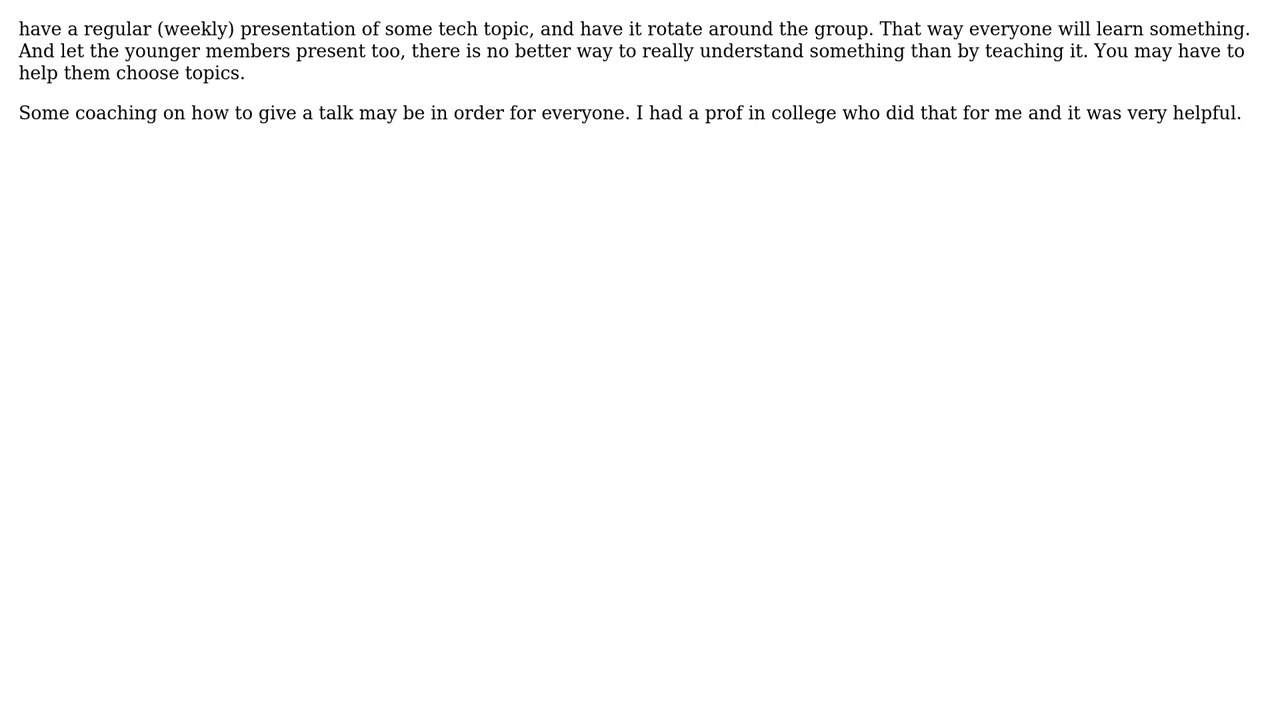 have a regular (weekly) presentation of some tech topic, and have it rotate around the group. That way everyone will learn something.
And let the younger members present too, there is no better way to really understand something than by teaching it. You may have to
help them choose topics.
Some coaching on how to give a talk may be in order for everyone. I had a prof in college who did that for me and it was very helpful.